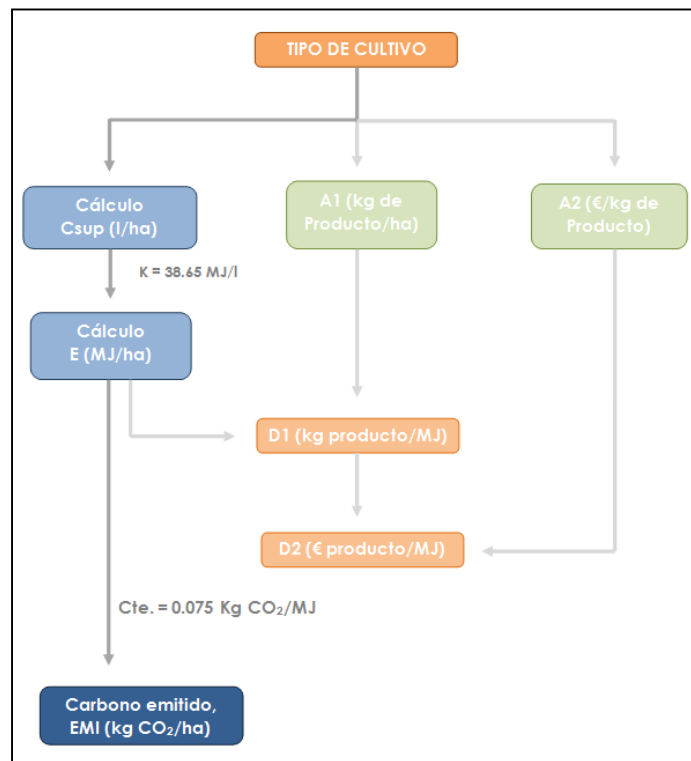 TIPO DE CULTIVO
Cálculo
Csup (l/ha)
A1 (kg de
Producto/ha)
A2 (€/kg de
Producto)
K = 38.65 MJ/l
Cálculo
E (MJ/ha)
D1 (kg producto/MJ)
D2 (€ producto/MJ)
Cte. = 0.075 Kg CO₂/MJ
Carbono emitido,
EMI (kg CO₂/ha)